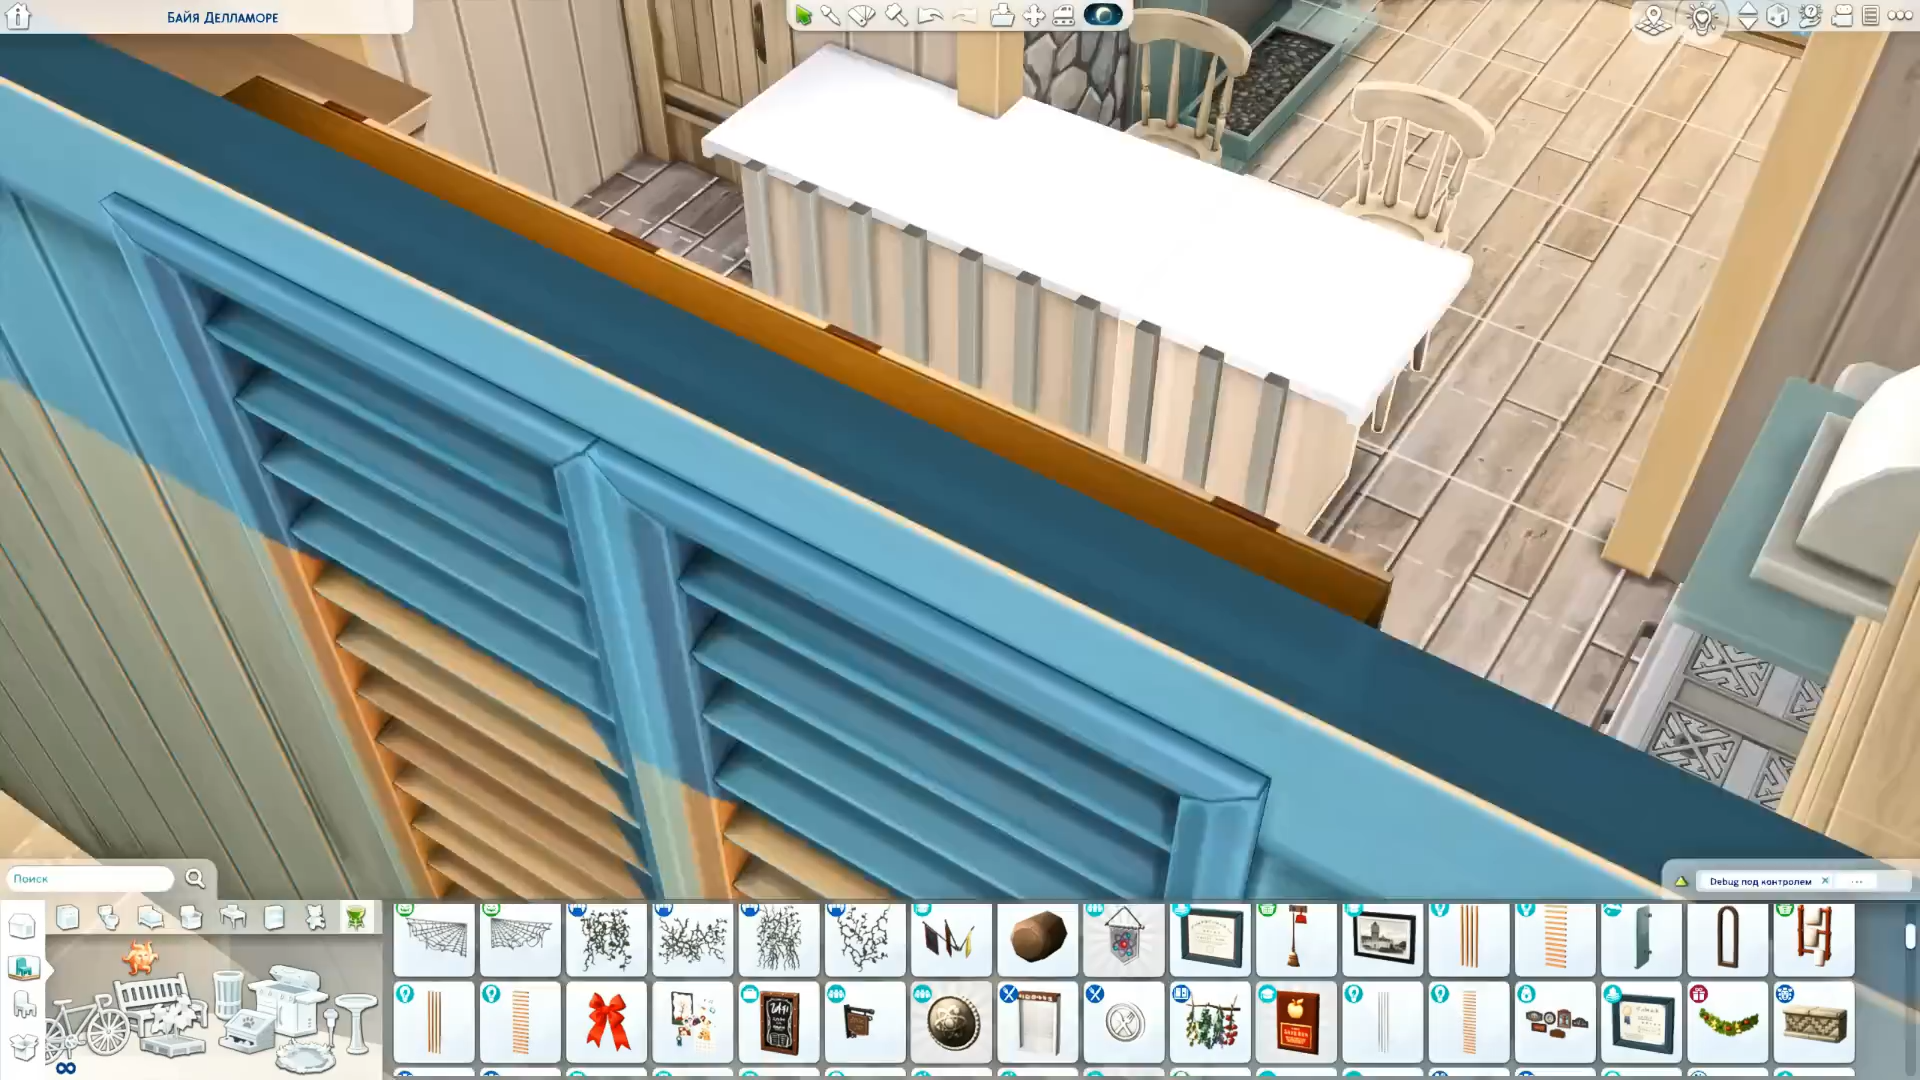 Байя Делламоре
Поиск
Debug под контролем